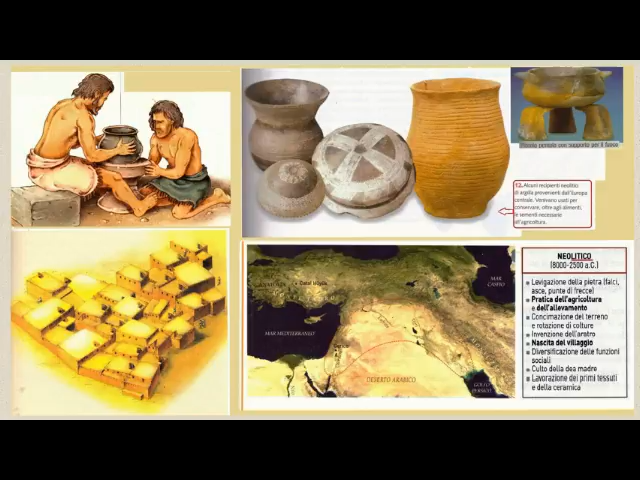 Piccola pentola con supporto per il fuoco
12. Alcuni recipienti neolitici
di argilla provenienti dall'Europa
centrale. Venivano usati per
conservare, oltre agli alimenti,
le sementi necessarie
all'agricoltura.
NEOLITICO
(8000-2500 a.C.)
▪ Levigazione della pietra (falci,
asce, punte di frecce)
▪ Pratica dell'agricoltura
e dell'allevamento
▪ Concimazione del terreno
e rotazione di colture
▪ Invenzione dell'aratro
▪ Nascita del villaggio
▪ Diversificazione delle funzioni
sociali
▪ Culto della dea madre
▪ Lavorazione dei primi tessuti
e della ceramica
MAR
CASPIO
Çatal Hüyük
MAR MEDITERRANEO
DESERTO ARABICO
GOLFO
PERSICO